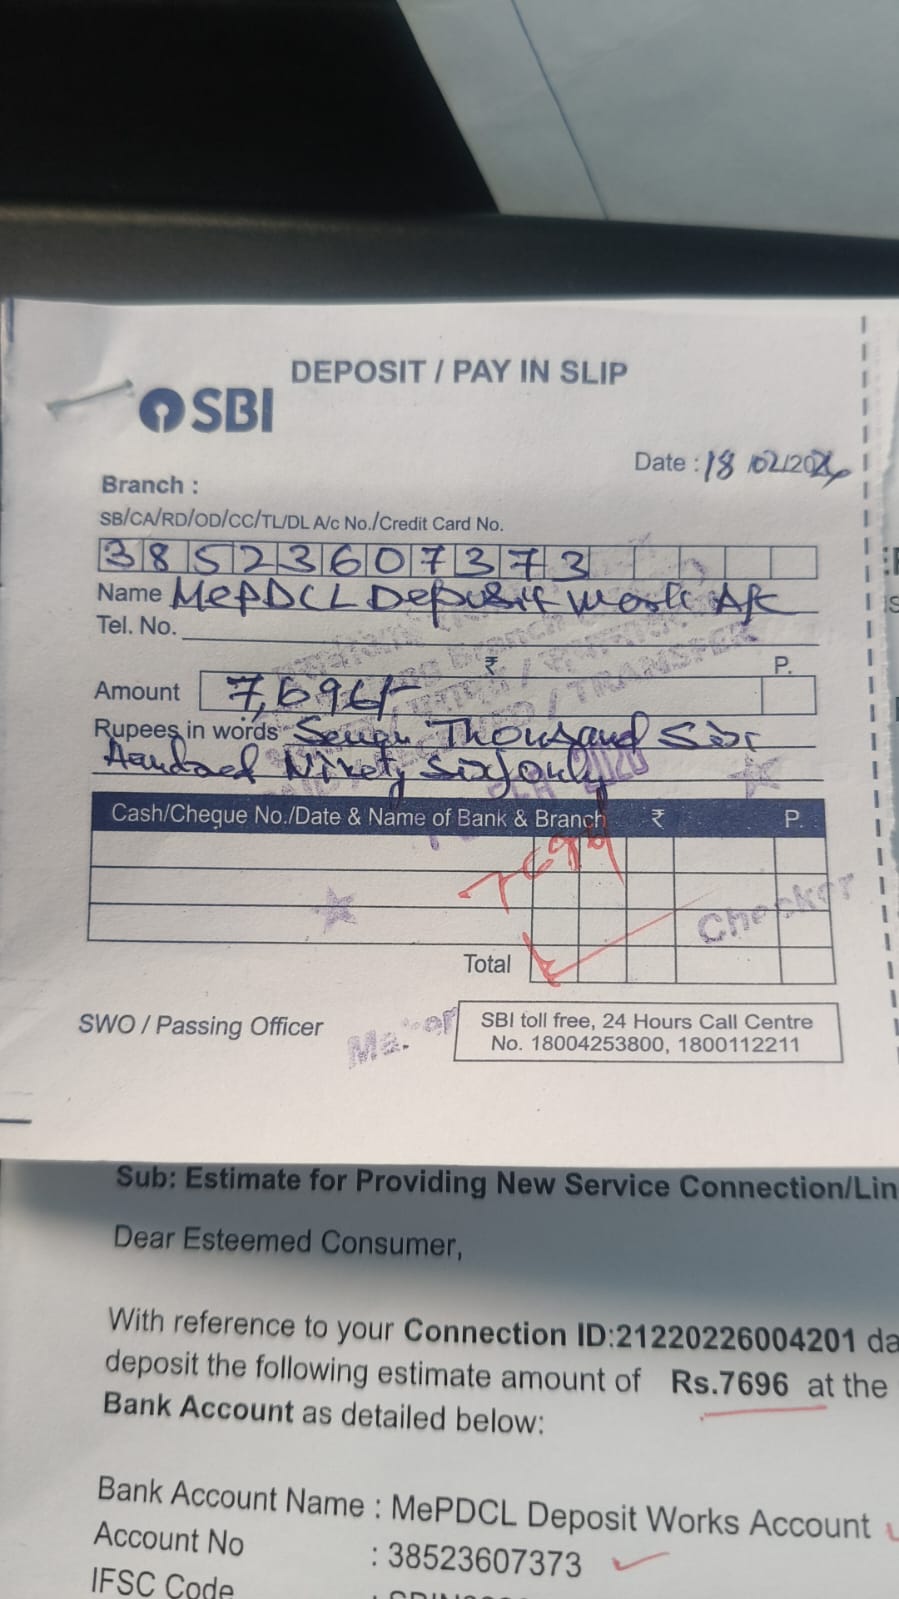 DEPOSIT / PAY IN SLIP
SBI
Date : 18/02/2026
Branch :
SB/CA/RD/OD/CC/TL/DL A/c No./Credit Card No.
38523607373
Name MePDCL Deposit Work A/c
Tel. No.
₹ P.
Amount 7,696/-
Rupees in words Seven Thousand Six
Hundred Ninety Six only
TRANSFER
Cash/Cheque No./Date & Name of Bank & Branch ₹ P.
7696
Checker
Total
SWO / Passing Officer
Maker
SBI toll free, 24 Hours Call Centre
No. 18004253800, 1800112211
Sub: Estimate for Providing New Service Connection/Lin
Dear Esteemed Consumer,
With reference to your Connection ID:21220226004201 da
deposit the following estimate amount of Rs.7696 at the
Bank Account as detailed below:
Bank Account Name : MePDCL Deposit Works Account
Account No : 38523607373
IFSC Code :